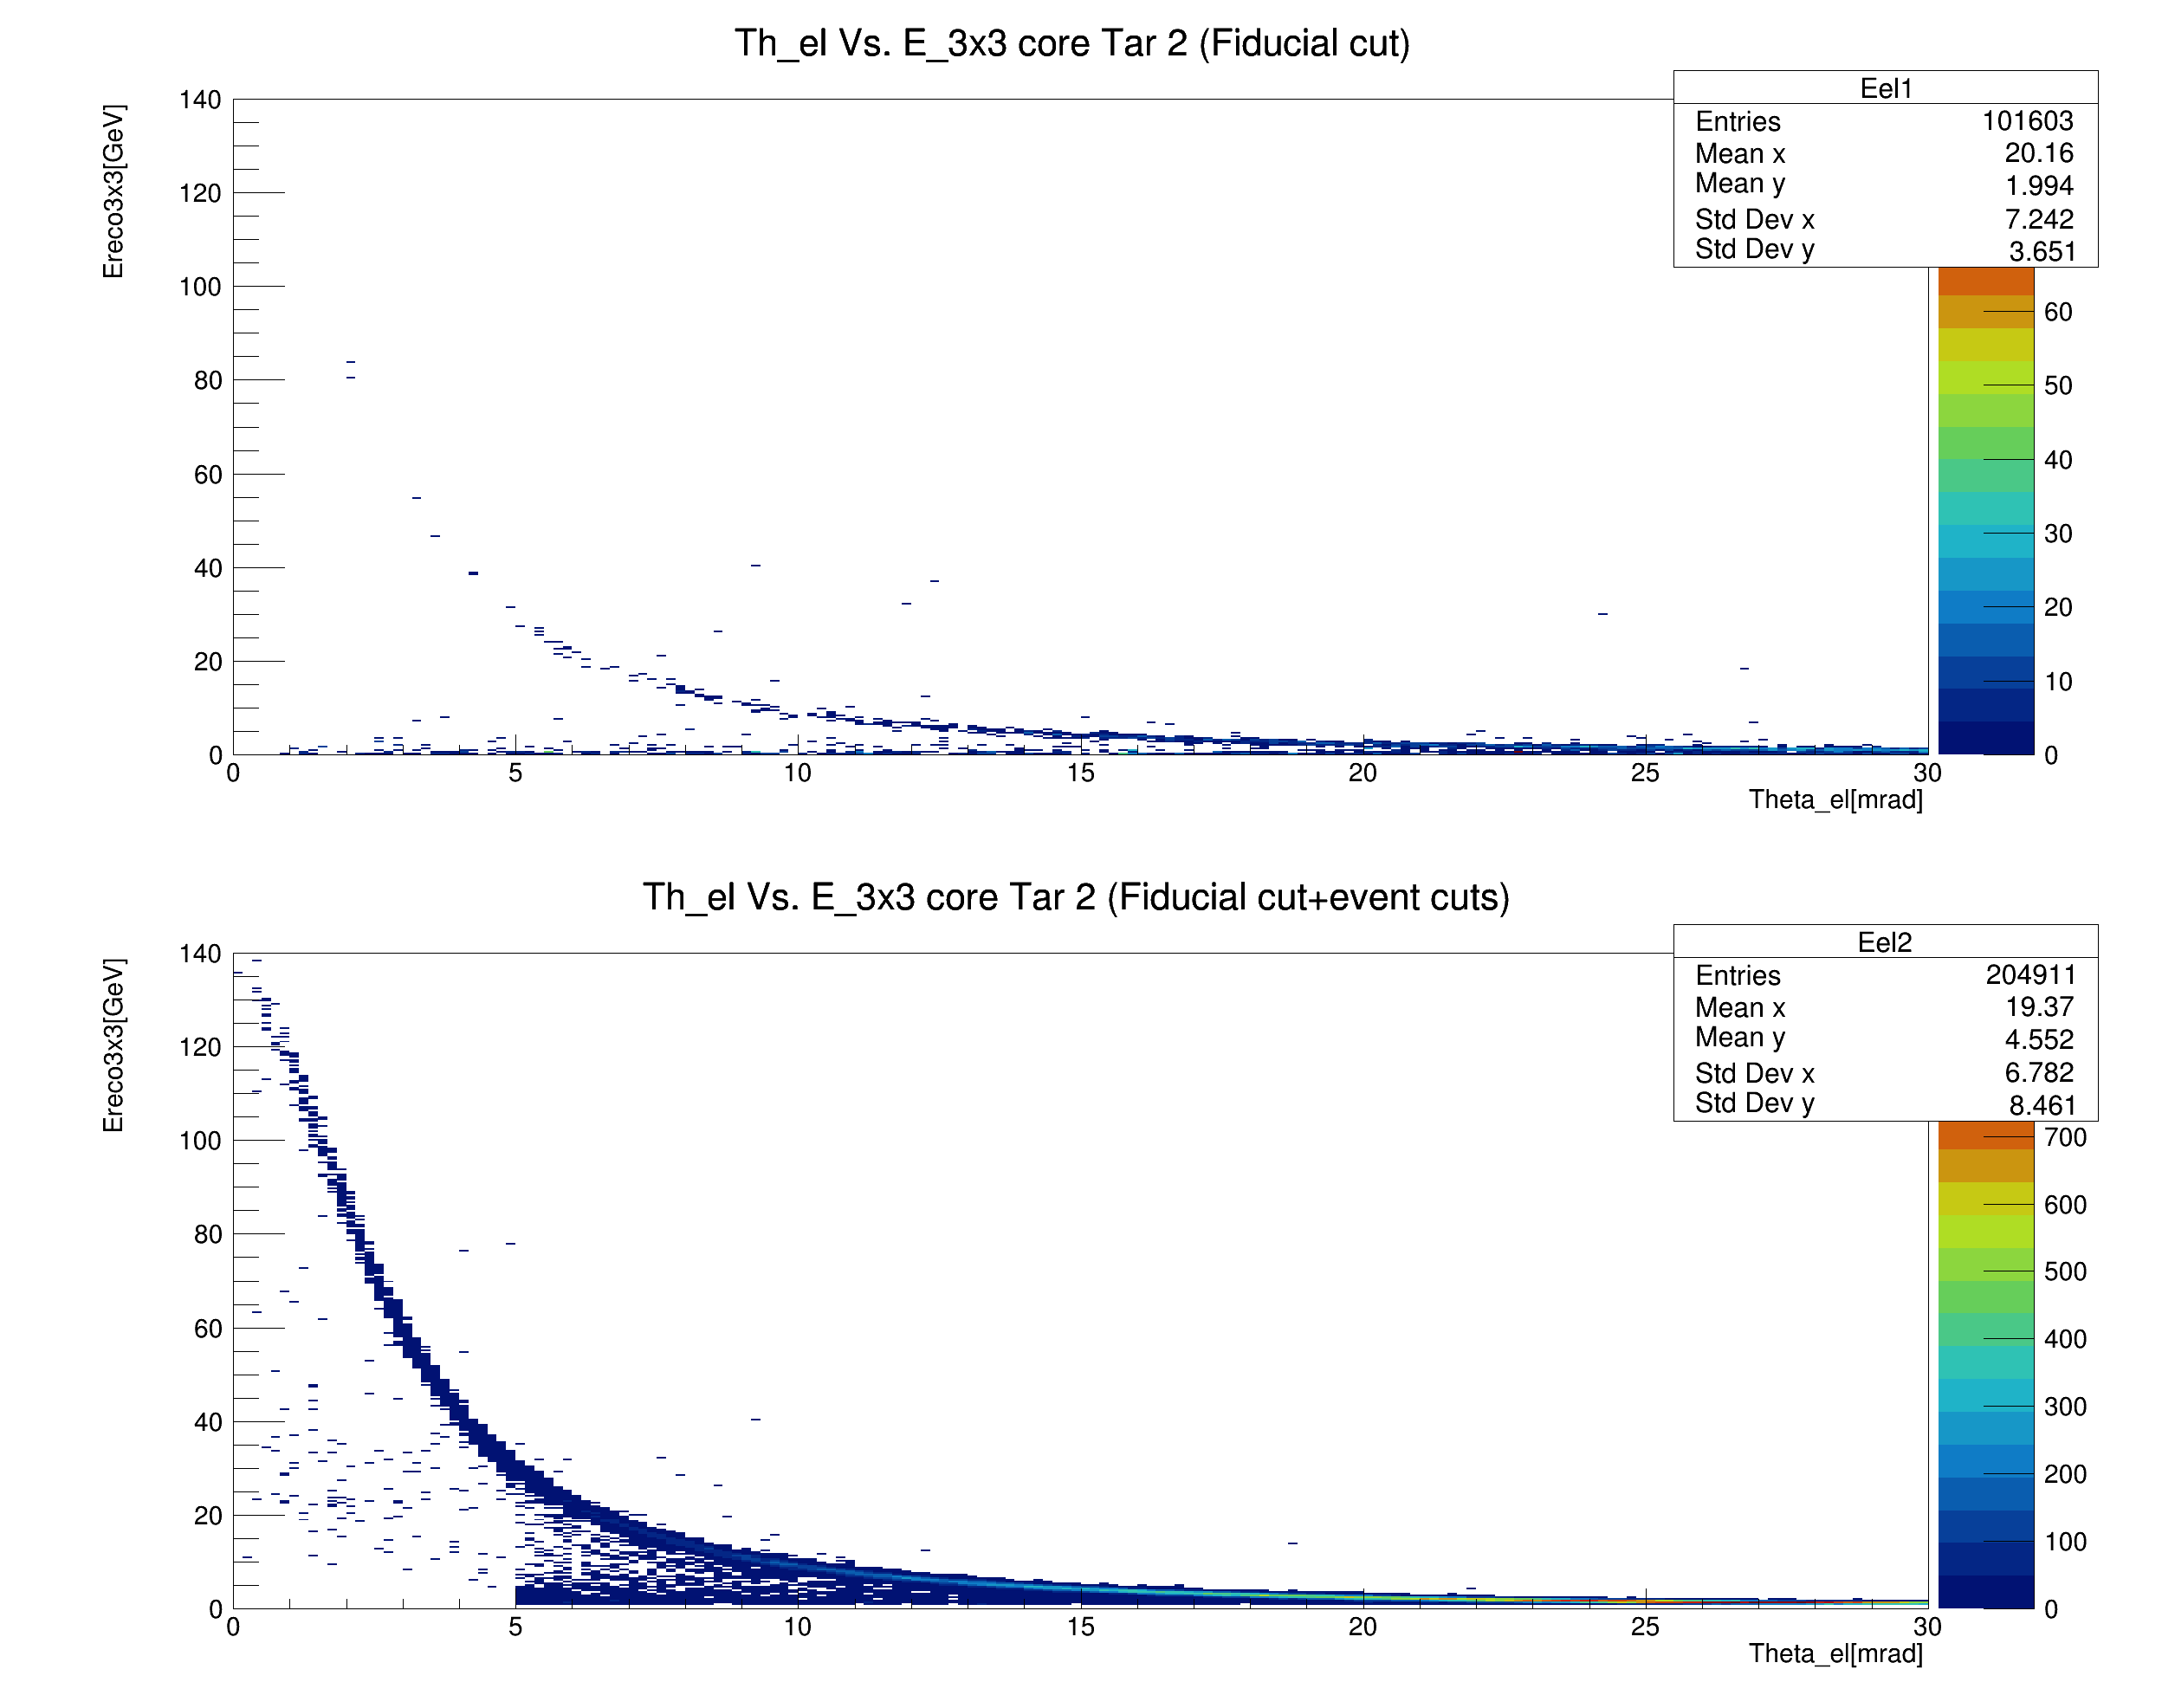 Th_el Vs. E_3x3 core Tar 2 (Fiducial cut)
Ereco3x3[GeV]
Eel1
Entries 101603
Mean x 20.16
Mean y 1.994
Std Dev x 7.242
Std Dev y 3.651
140
120
100
80
60
40
20
0
60
50
40
30
20
10
0
0 5 10 15 20 25 30
Theta_el[mrad]
Th_el Vs. E_3x3 core Tar 2 (Fiducial cut+event cuts)
Ereco3x3[GeV]
Eel2
Entries 204911
Mean x 19.37
Mean y 4.552
Std Dev x 6.782
Std Dev y 8.461
140
120
100
80
60
40
20
0
700
600
500
400
300
200
100
0
0 5 10 15 20 25 30
Theta_el[mrad]